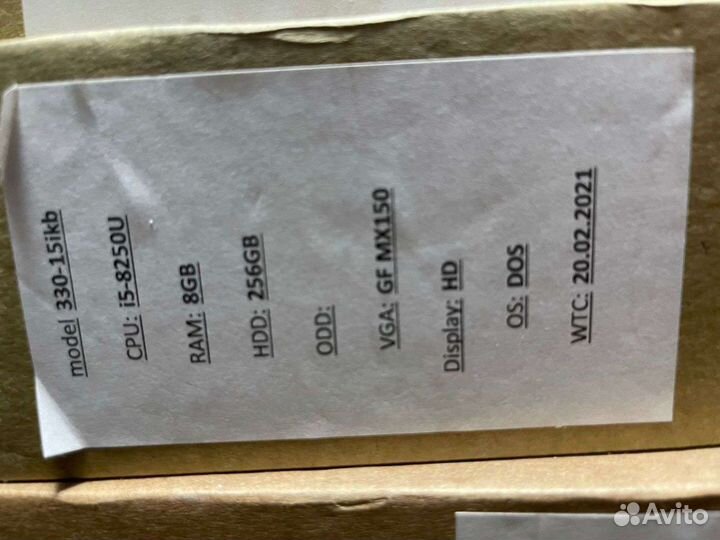 model 330-15ikb
CPU: i5-8250U
RAM: 8GB
HDD: 256GB
ODD:
VGA: GF MX150
Display: HD
OS: DOS
WTC: 20.02.2021
Avito